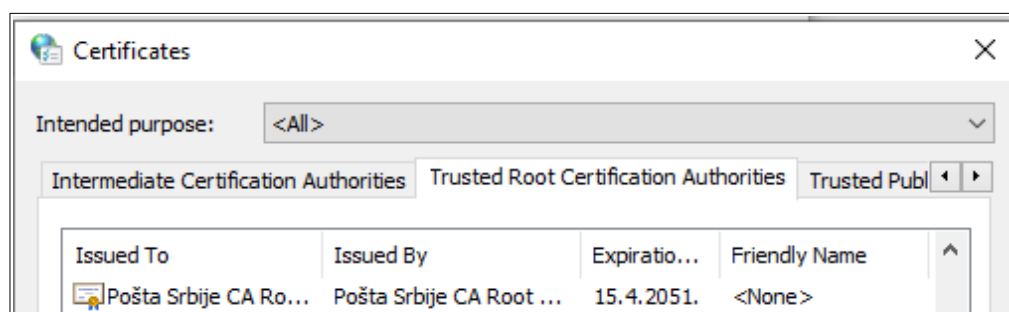 Certificates
Intended purpose: <All>
Intermediate Certification Authorities Trusted Root Certification Authorities Trusted Publ
Issued To Issued By Expiratio... Friendly Name
Pošta Srbije CA Ro... Pošta Srbije CA Root ... 15.4.2051. <None>